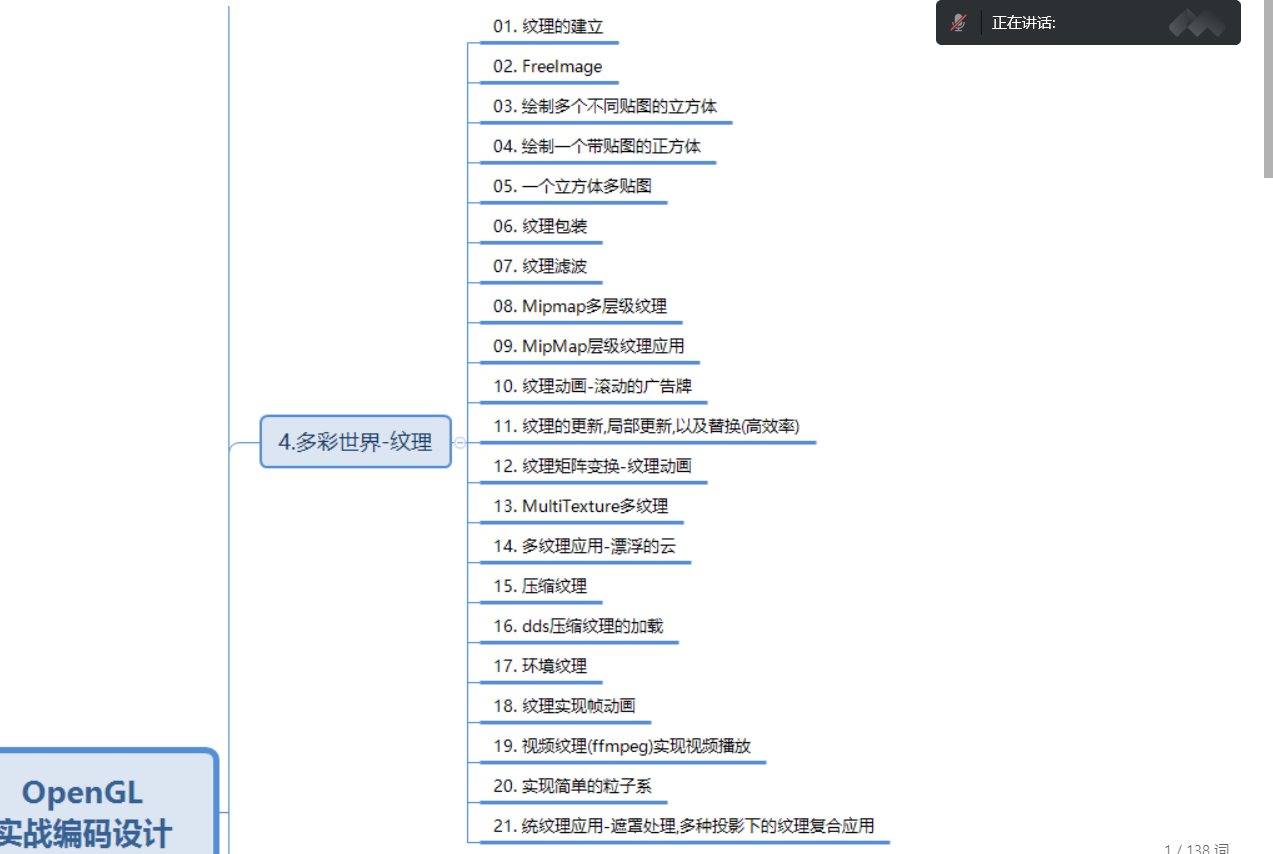 正在讲话:
01. 纹理的建立
02. FreeImage
03. 绘制多个不同贴图的立方体
04. 绘制一个带贴图的正方体
05. 一个立方体多贴图
06. 纹理包装
07. 纹理滤波
08. Mipmap多层级纹理
09. MipMap层级纹理应用
10. 纹理动画-滚动的广告牌
11. 纹理的更新,局部更新,以及替换(高效率)
4.多彩世界-纹理
12. 纹理矩阵变换-纹理动画
13. MultiTexture多纹理
14. 多纹理应用-漂浮的云
15. 压缩纹理
16. dds压缩纹理的加载
17. 环境纹理
18. 纹理实现帧动画
19. 视频纹理(ffmpeg)实现视频播放
20. 实现简单的粒子系
21. 统纹理应用-遮罩处理,多种投影下的纹理复合应用
OpenGL
实战编码设计
1 / 138 词